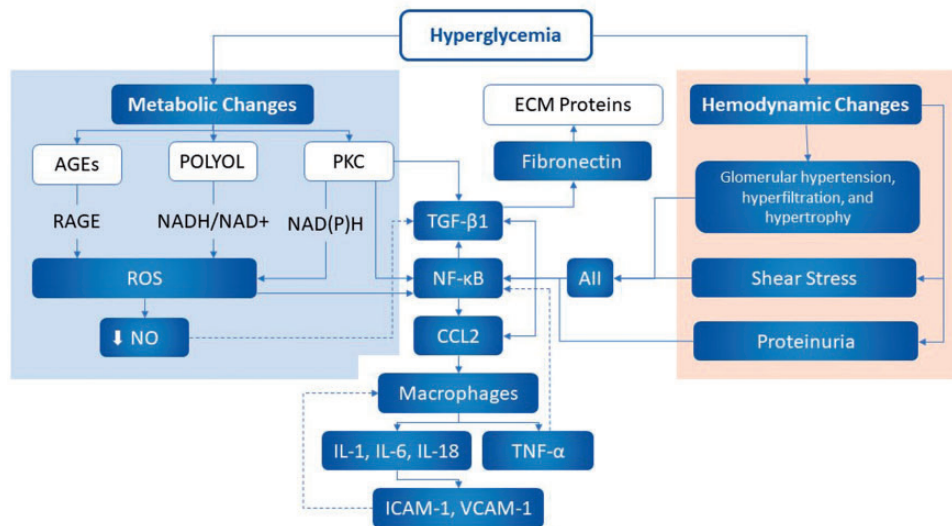 Hyperglycemia
Metabolic Changes
AGEs
POLYOL
PKC
RAGE
NADH/NAD+
NAD(P)H
ROS
⬇ NO
ECM Proteins
Fibronectin
TGF-β1
NF-κB
CCL2
Macrophages
IL-1, IL-6, IL-18
TNF-α
ICAM-1, VCAM-1
AII
Hemodynamic Changes
Glomerular hypertension,
hyperfiltration, and
hypertrophy
Shear Stress
Proteinuria